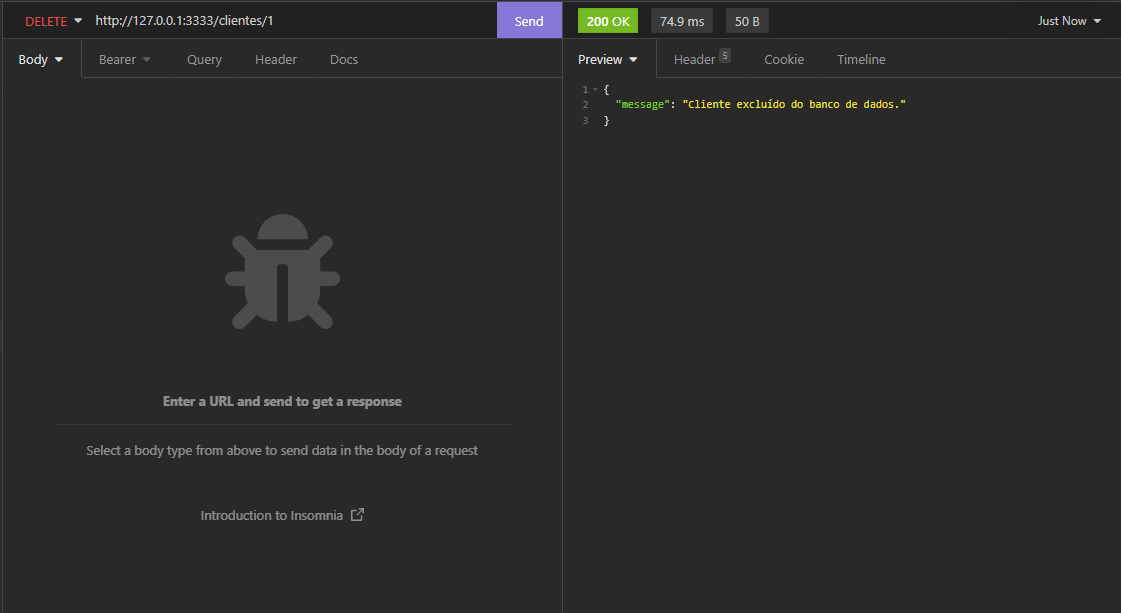 DELETE http://127.0.0.1:3333/clientes/1 Send 200 OK 74.9 ms 50 B Just Now
Body Bearer Query Header Docs Preview Header 5 Cookie Timeline
1 {
2 "message": "Cliente excluído do banco de dados."
3 }
Enter a URL and send to get a response
Select a body type from above to send data in the body of a request
Introduction to Insomnia